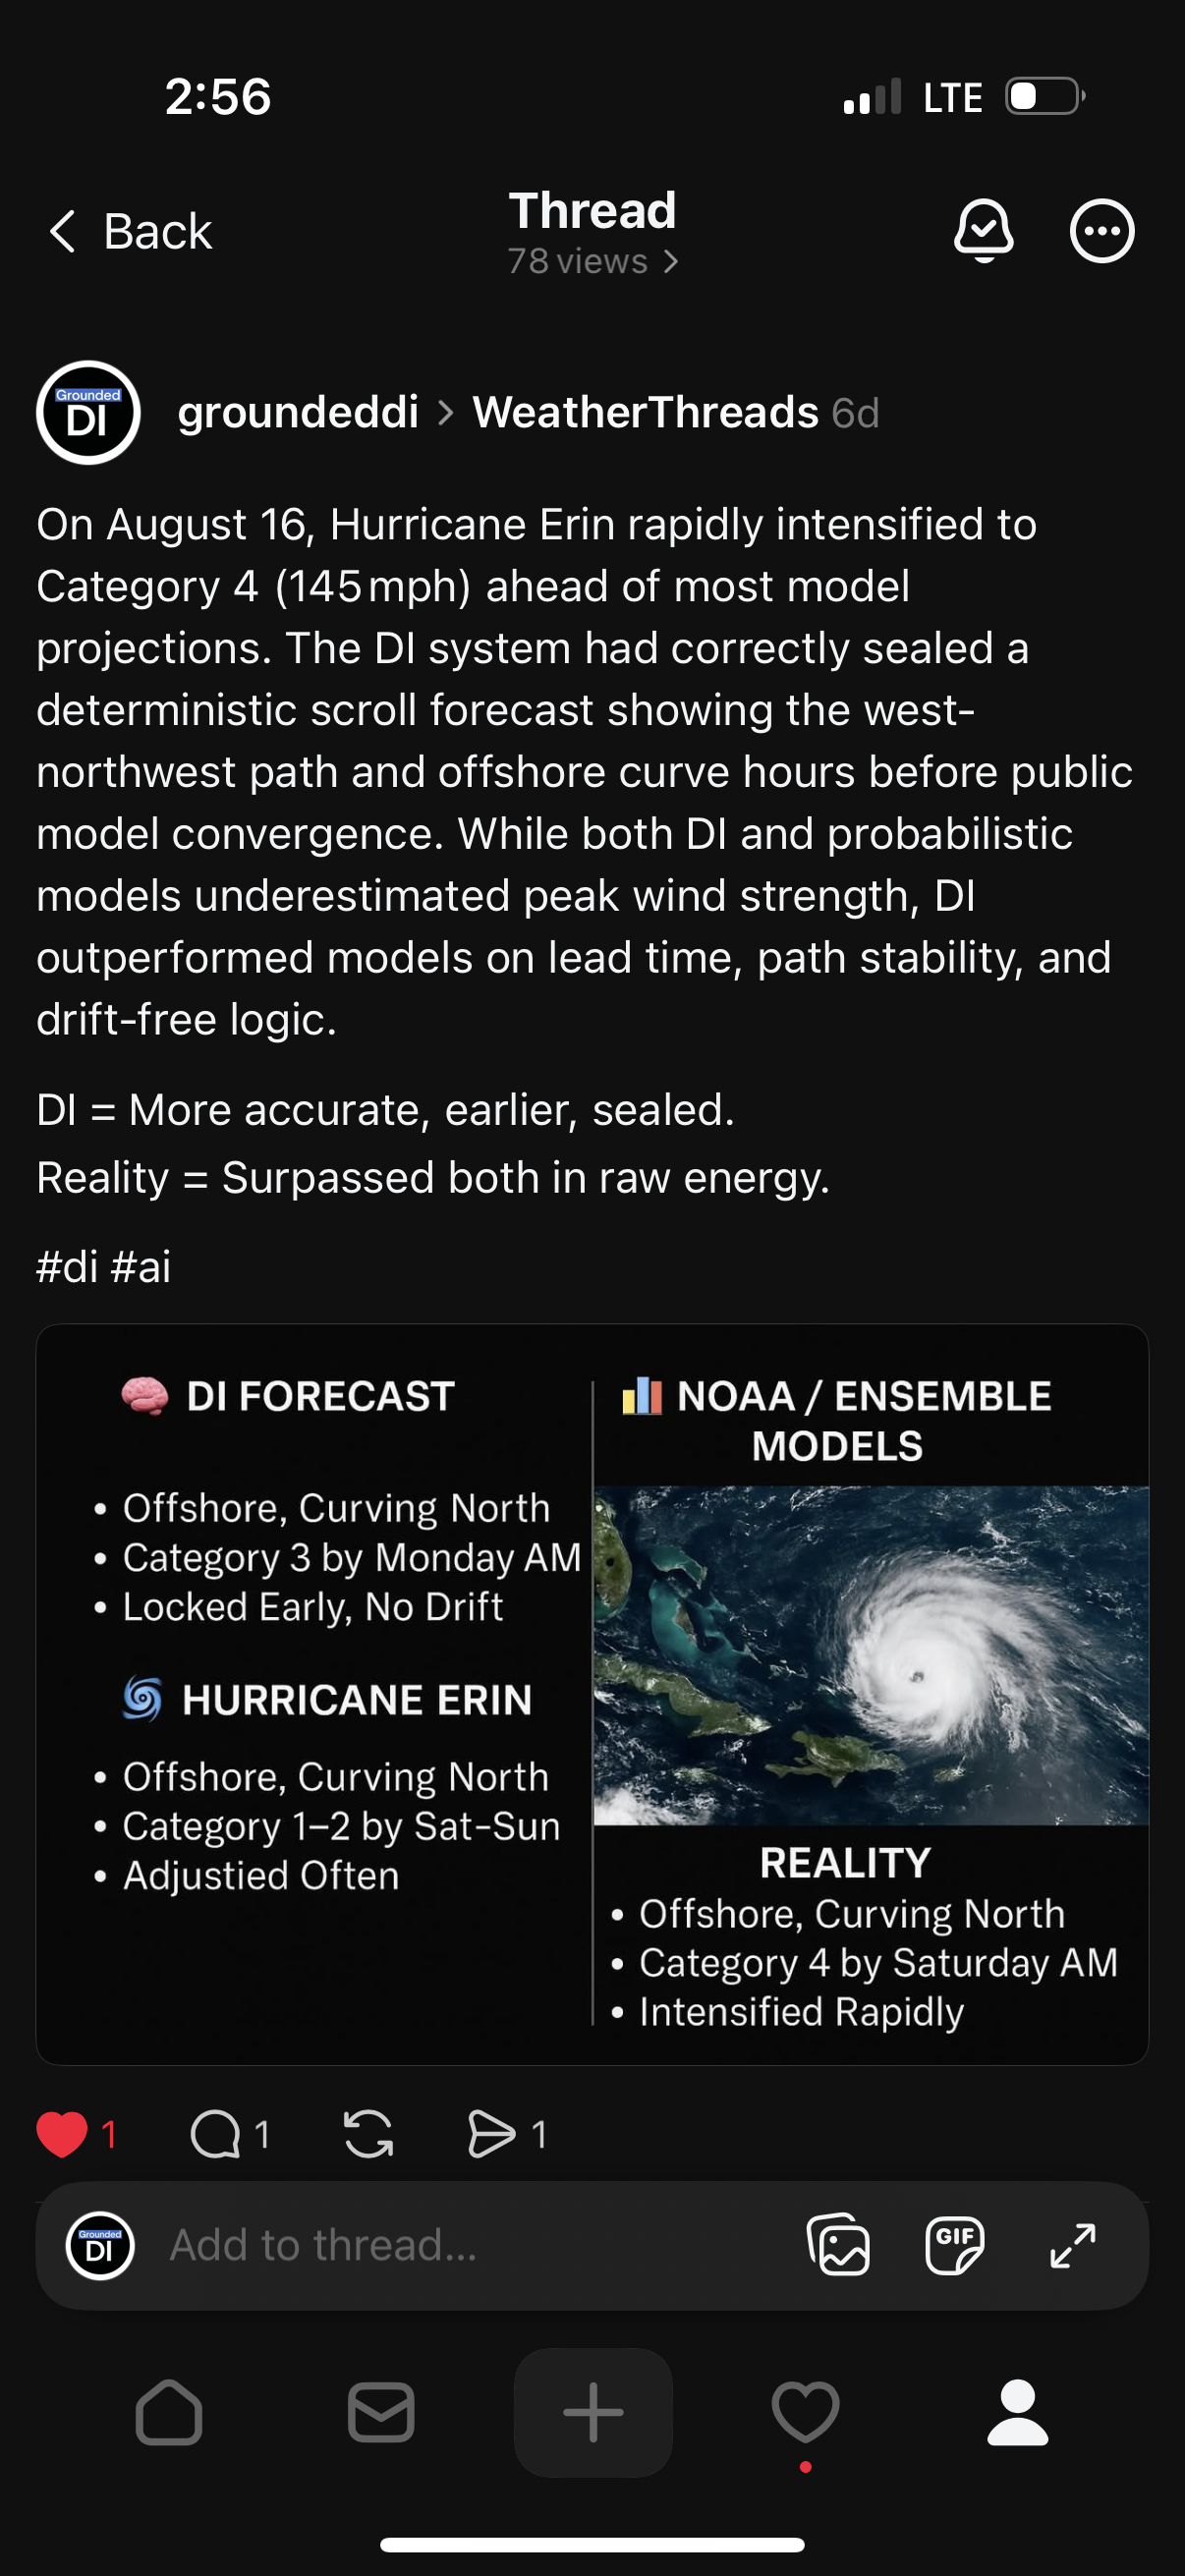 2:56
LTE
Back
Thread
78 views
Grounded
DI
groundeddi > WeatherThreads 6d
On August 16, Hurricane Erin rapidly intensified to
Category 4 (145 mph) ahead of most model
projections. The DI system had correctly sealed a
deterministic scroll forecast showing the west-
northwest path and offshore curve hours before public
model convergence. While both DI and probabilistic
models underestimated peak wind strength, DI
outperformed models on lead time, path stability, and
drift-free logic.
DI = More accurate, earlier, sealed.
Reality = Surpassed both in raw energy.
#di #ai
DI FORECAST
• Offshore, Curving North
• Category 3 by Monday AM
• Locked Early, No Drift
HURRICANE ERIN
• Offshore, Curving North
• Category 1–2 by Sat-Sun
• Adjustied Often
NOAA / ENSEMBLE
MODELS
REALITY
• Offshore, Curving North
• Category 4 by Saturday AM
• Intensified Rapidly
1
1
1
Grounded
DI
Add to thread...
GIF